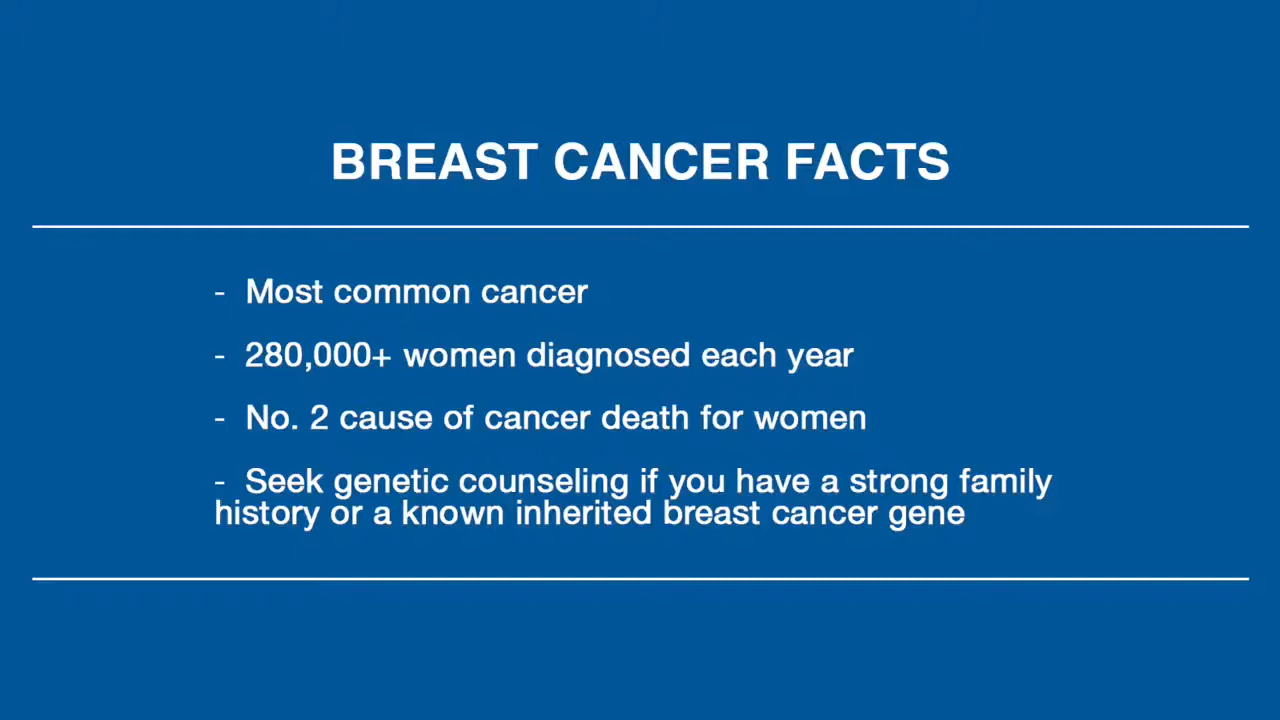 BREAST CANCER FACTS
- Most common cancer
- 280,000+ women diagnosed each year
- No. 2 cause of cancer death for women
- Seek genetic counseling if you have a strong family
history or a known inherited breast cancer gene